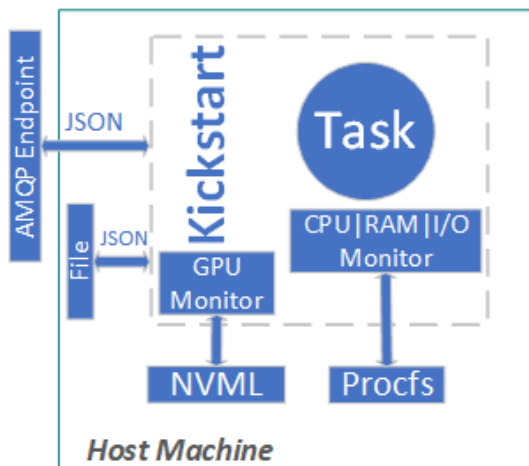 AMQP Endpoint
JSON
Kickstart
Task
File
JSON
GPU
Monitor
CPU|RAM|I/O
Monitor
NVML
Procfs
Host Machine